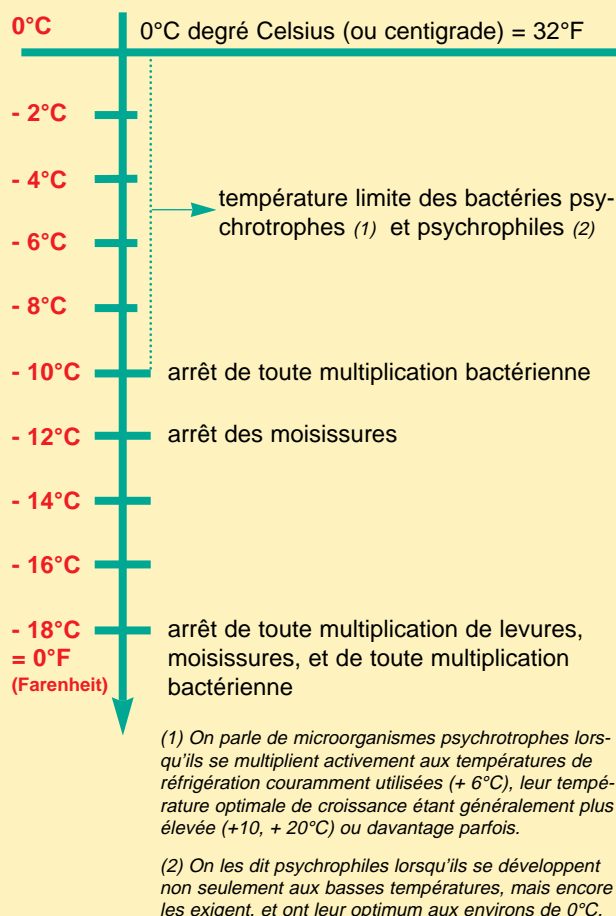 0°C 0°C degré Celsius (ou centigrade) = 32°F
- 2°C
- 4°C
température limite des bactéries psy-
chrotrophes (1) et psychrophiles (2)
- 6°C
- 8°C
- 10°C arrêt de toute multiplication bactérienne
- 12°C arrêt des moisissures
- 14°C
- 16°C
- 18°C arrêt de toute multiplication de levures,
= 0°F moisissures, et de toute multiplication
(Farenheit) bactérienne
(1) On parle de microorganismes psychrotrophes lors-
qu'ils se multiplient activement aux températures de
réfrigération couramment utilisées (+ 6°C), leur tempé-
rature optimale de croissance étant généralement plus
élevée (+10, + 20°C) ou davantage parfois.
(2) On les dit psychrophiles lorsqu'ils se développent
non seulement aux basses températures, mais encore
les exigent, et ont leur optimum aux environs de 0°C.